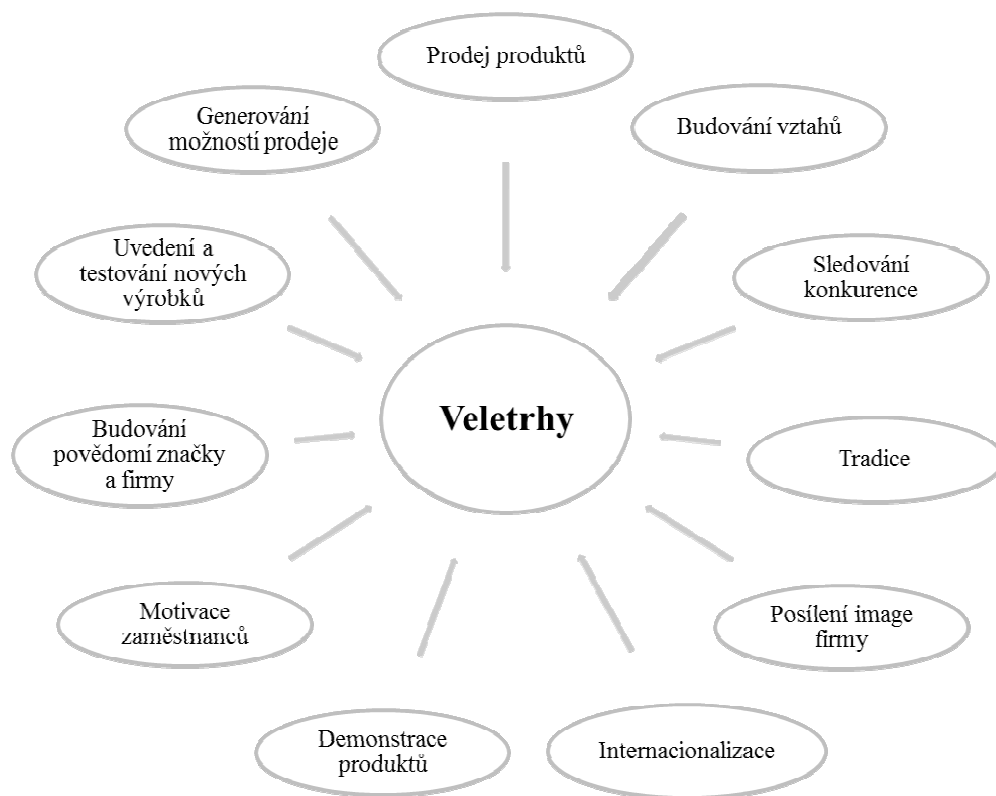 Prodej produktů
Generování
možností prodeje
Budování vztahů
Uvedení a
testování nových
výrobků
Sledování
konkurence
Veletrhy
Budování
povědomí značky
a firmy
Tradice
Motivace
zaměstnanců
Posílení image
firmy
Demonstrace
produktů
Internacionalizace